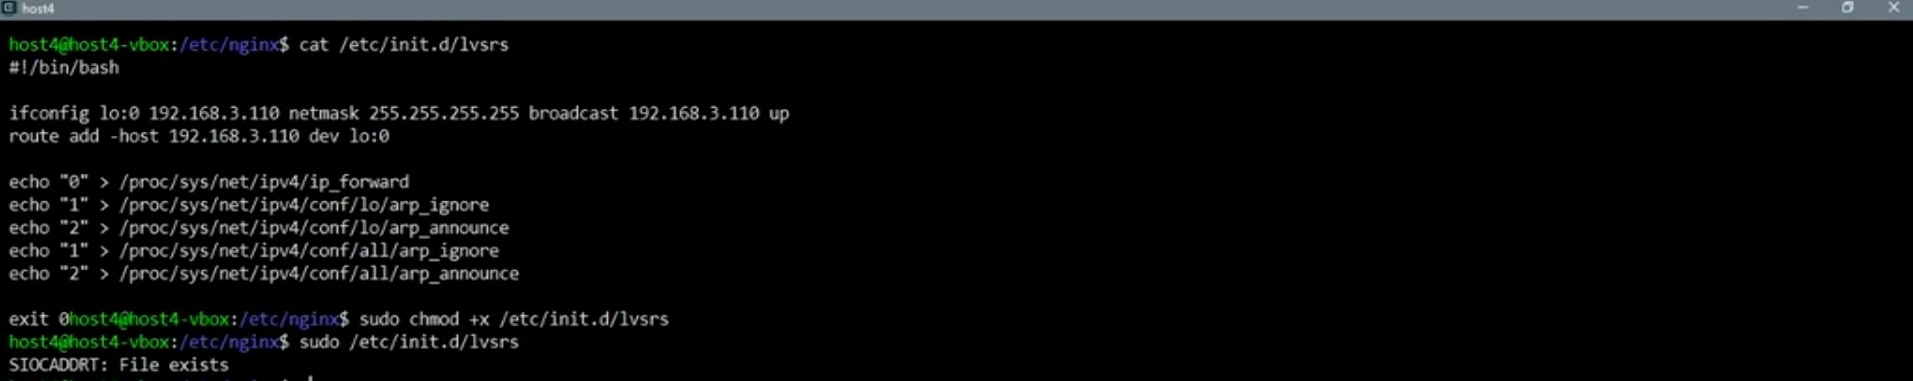 host4
host4@host4-vbox:/etc/nginx$ cat /etc/init.d/lvsrs
#!/bin/bash
ifconfig lo:0 192.168.3.110 netmask 255.255.255.255 broadcast 192.168.3.110 up
route add -host 192.168.3.110 dev lo:0
echo "0" > /proc/sys/net/ipv4/ip_forward
echo "1" > /proc/sys/net/ipv4/conf/lo/arp_ignore
echo "2" > /proc/sys/net/ipv4/conf/lo/arp_announce
echo "1" > /proc/sys/net/ipv4/conf/all/arp_ignore
echo "2" > /proc/sys/net/ipv4/conf/all/arp_announce
exit 0host4@host4-vbox:/etc/nginx$ sudo chmod +x /etc/init.d/lvsrs
host4@host4-vbox:/etc/nginx$ sudo /etc/init.d/lvsrs
SIOCADDRT: File exists